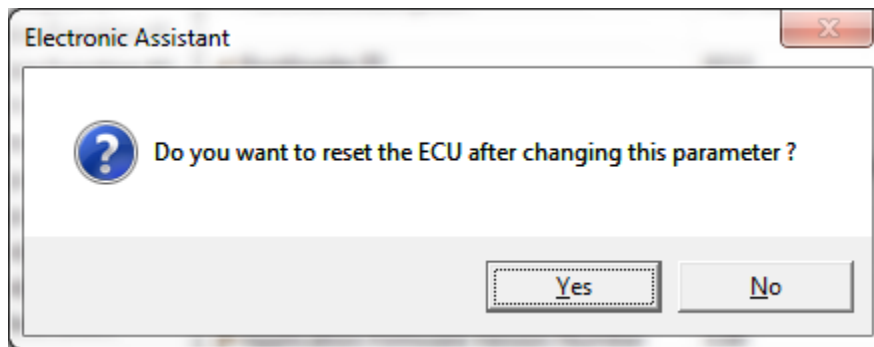 Electronic Assistant
Do you want to reset the ECU after changing this parameter ?
Yes
No